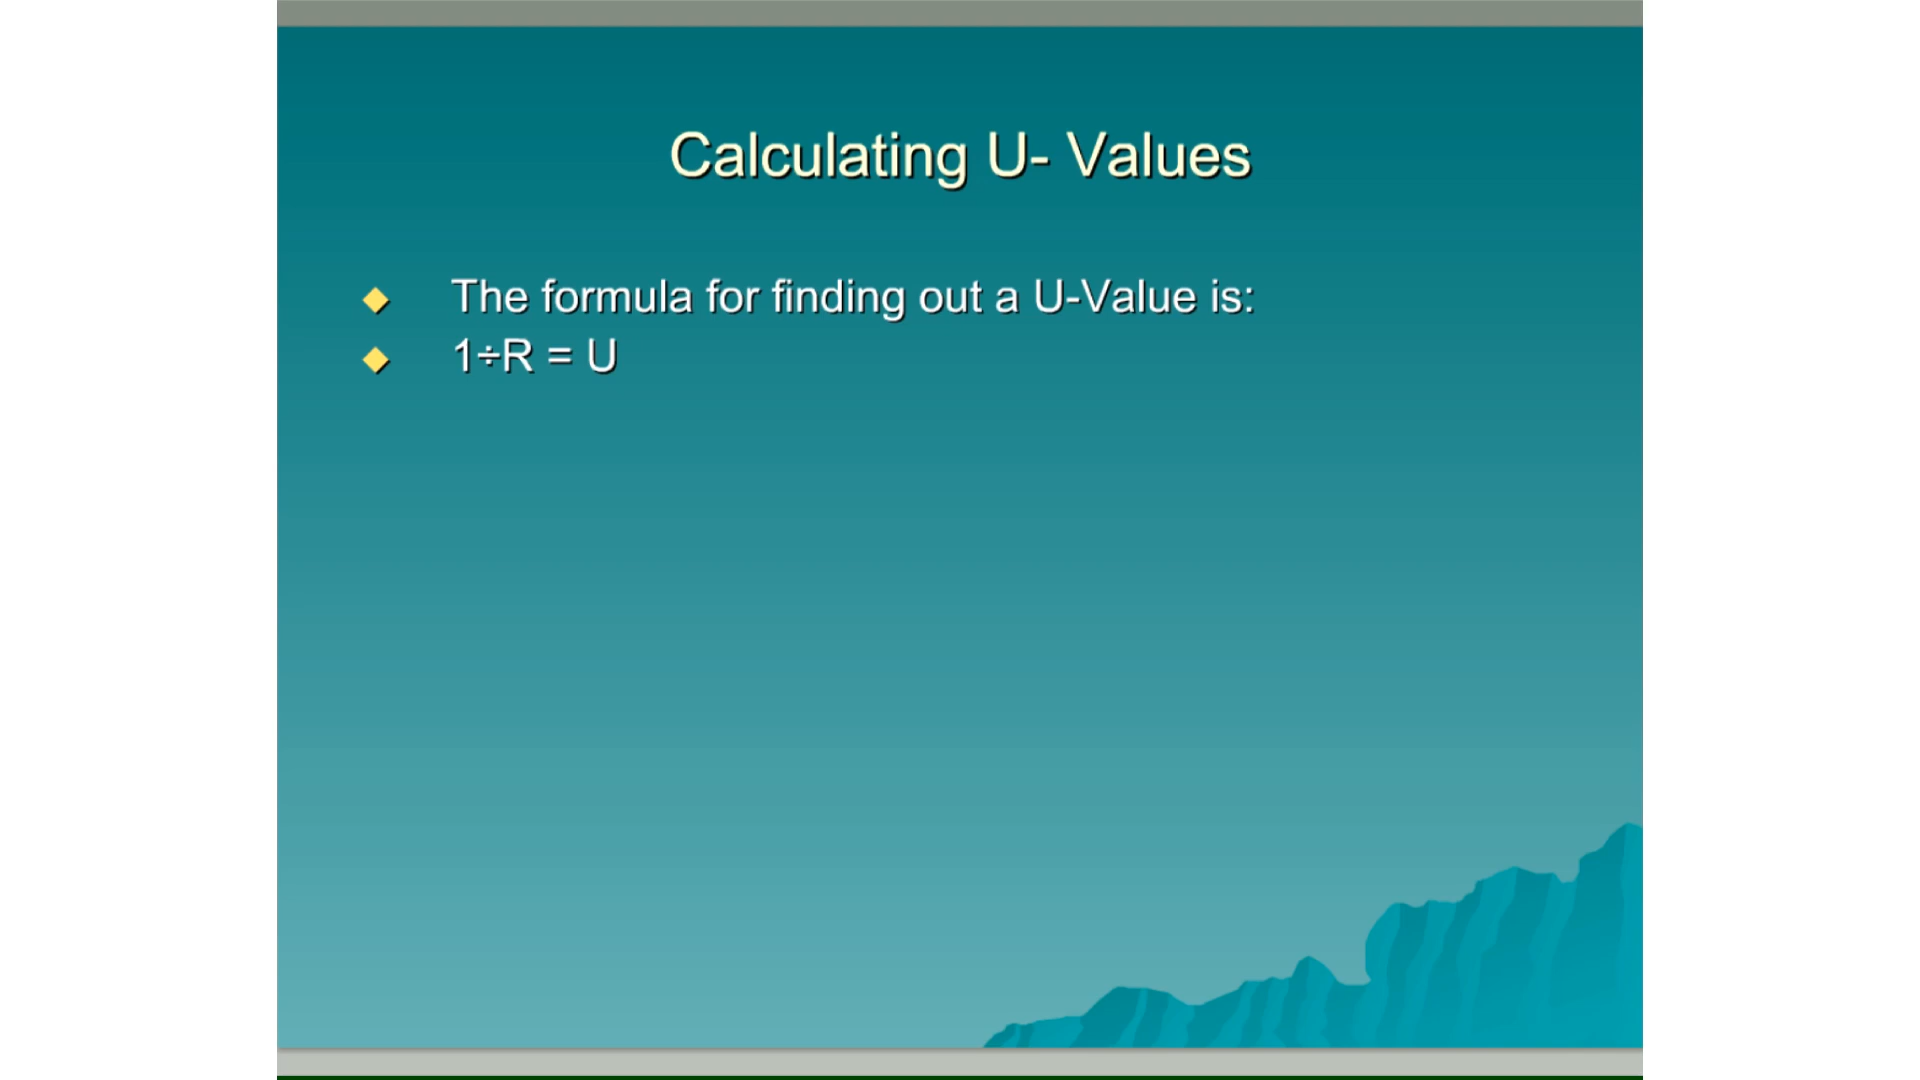 Calculating U- Values
The formula for finding out a U-Value is:
1÷R = U